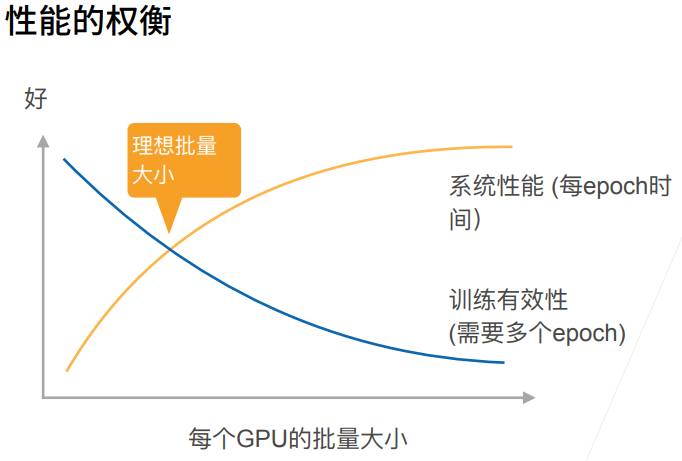 性能的权衡
好
理想批量
大小
系统性能 (每epoch时
间)
训练有效性
(需要多个epoch)
每个GPU的批量大小